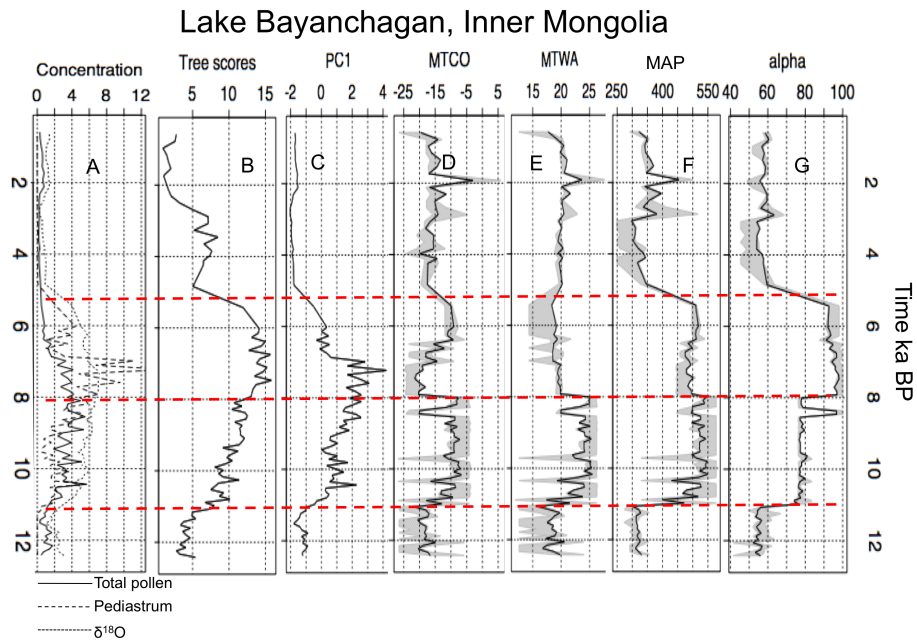 Lake Bayanchagan, Inner Mongolia
Concentration Tree scores PC1 MTCO MTWA MAP alpha
0 4 8 12 5 10 15 -2 0 2 4 -25 -15 -5 5 15 20 25 250 400 550 40 60 80 100
A B C D E F G
2 2
4 4
6 6
8 8
10 10
12 12
Time ka BP
Total pollen
Pediastrum
δ18O